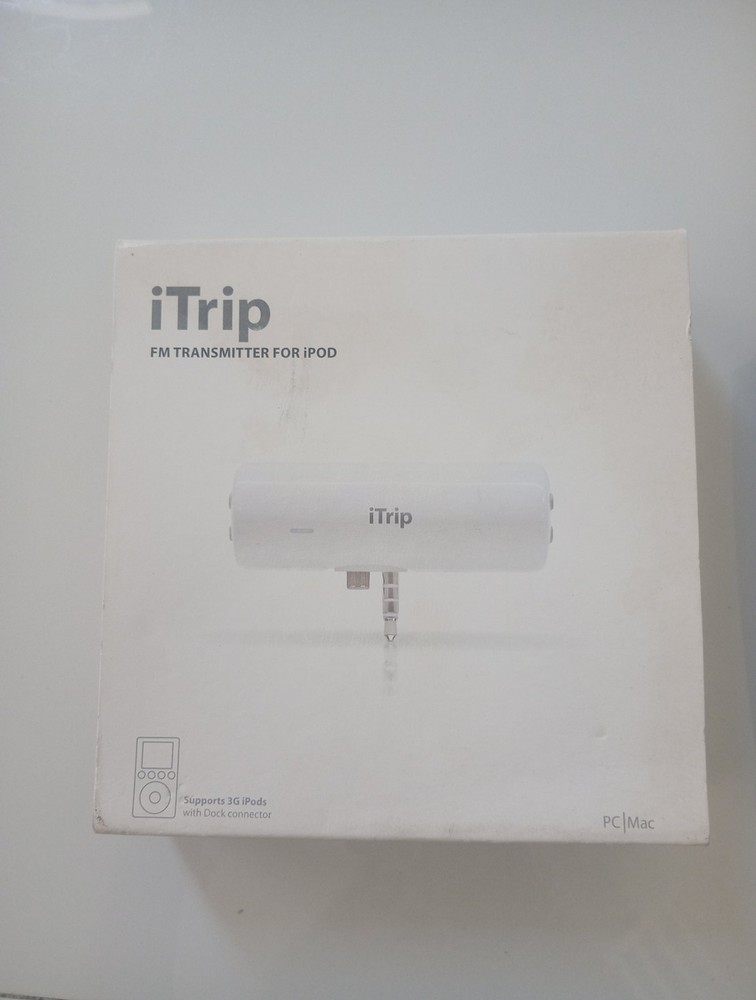 iTrip
FM TRANSMITTER FOR iPOD
iTrip
Supports 3G iPods
with Dock connector
PC|Mac